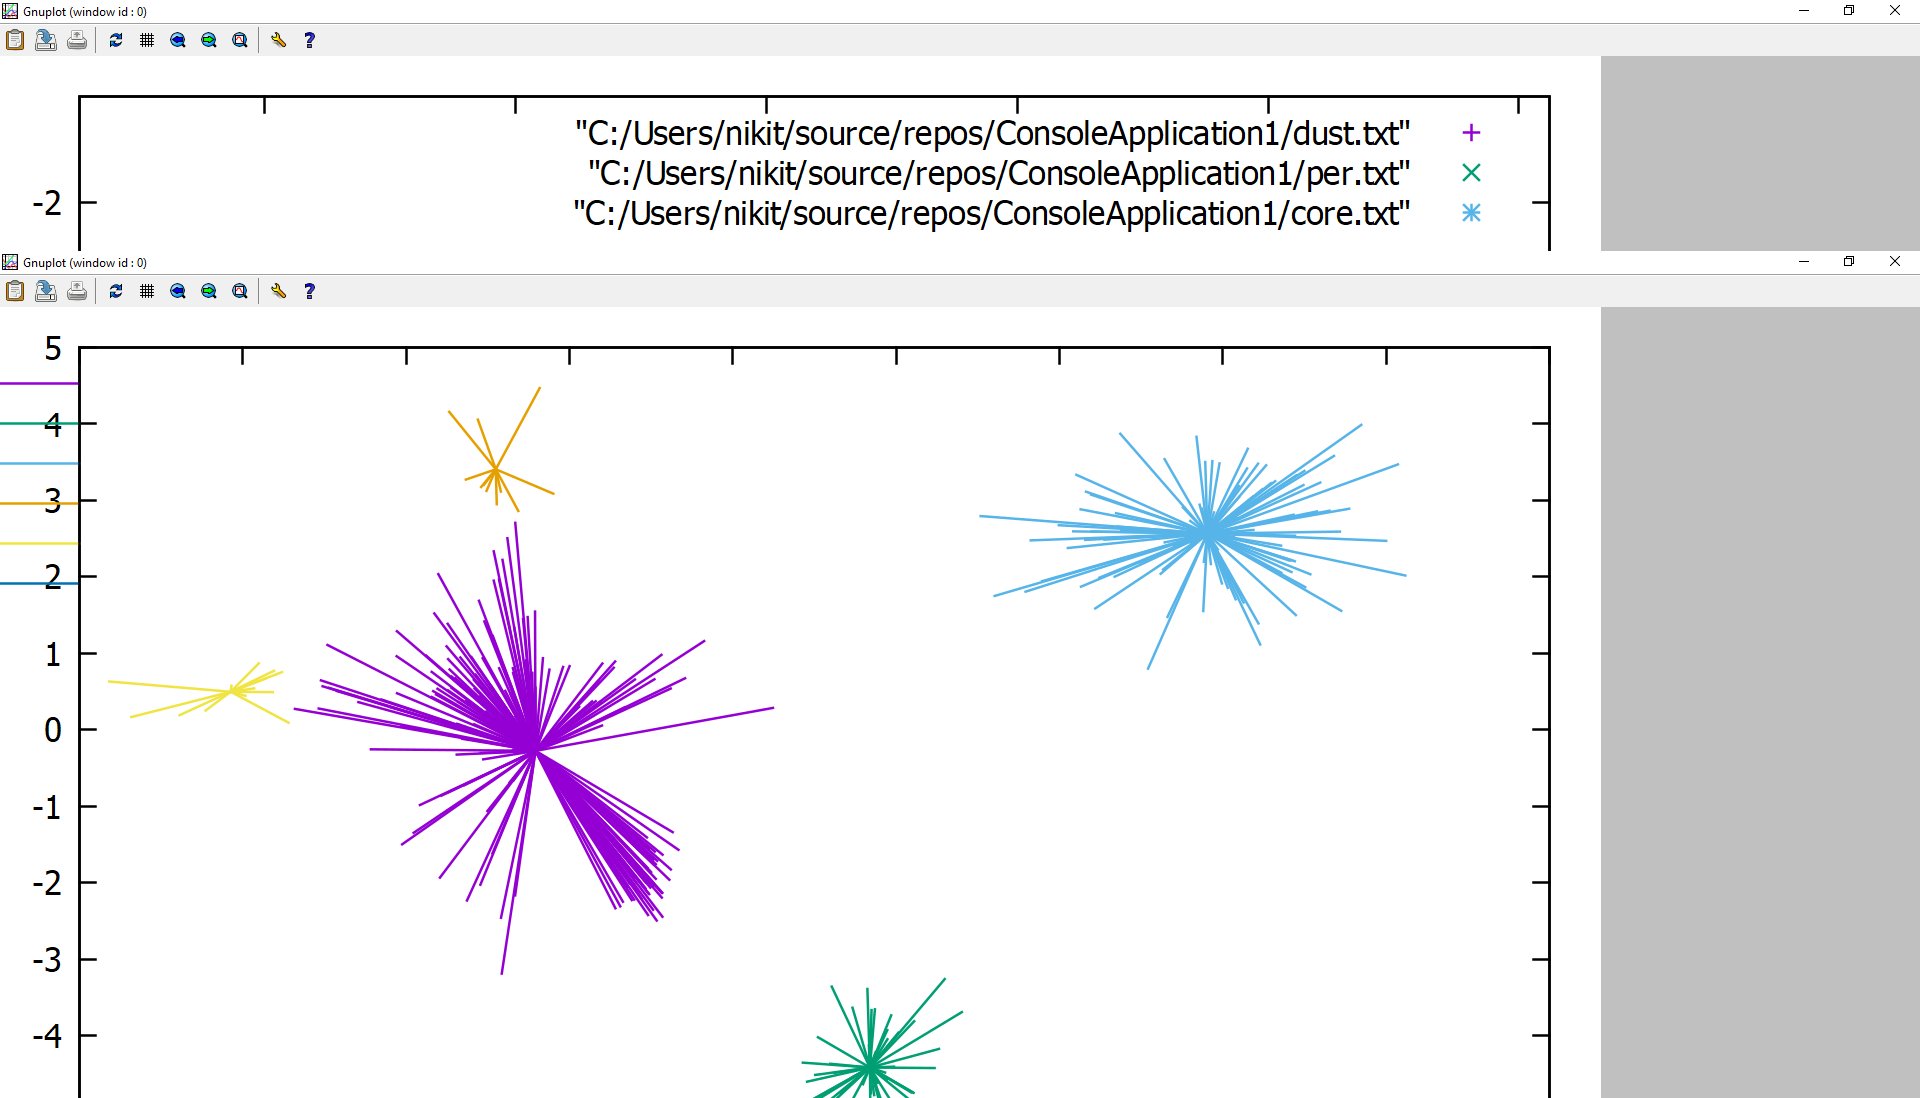 Gnuplot (window id : 0)
"C:/Users/nikit/source/repos/ConsoleApplication1/dust.txt"
"C:/Users/nikit/source/repos/ConsoleApplication1/per.txt"
-2
"C:/Users/nikit/source/repos/ConsoleApplication1/core.txt"
Gnuplot (window id : 0)
5
4
3
2
1
0
-1
-2
-3
-4